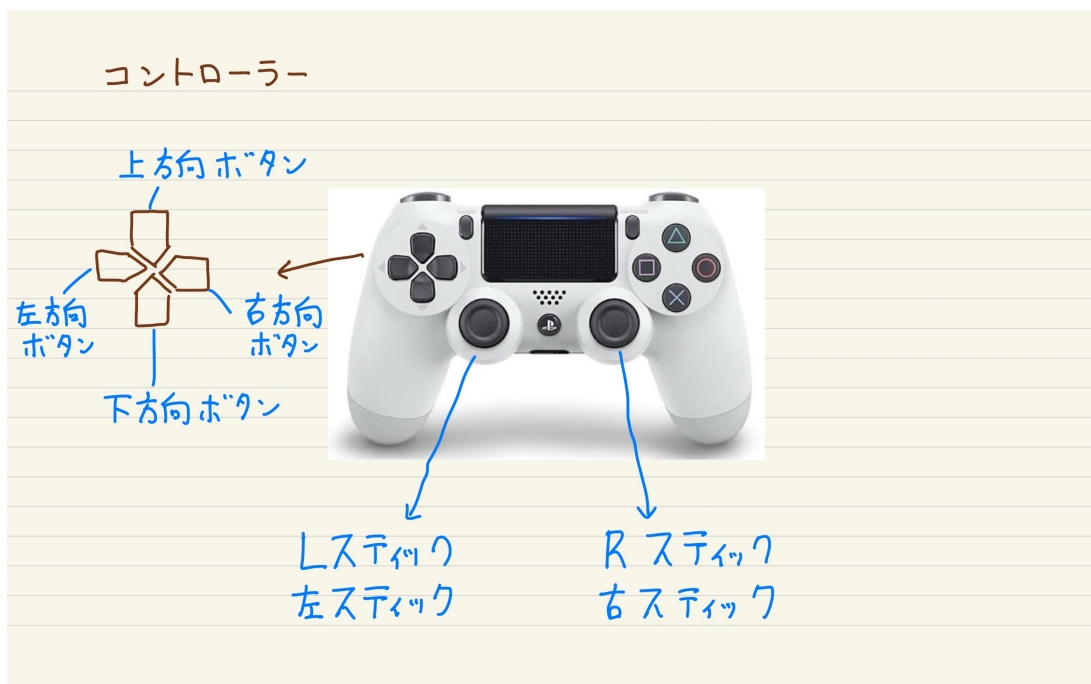 コントローラー
上方向ボタン
左方向
ボタン
右方向
ボタン
下方向ボタン
OPTIONS
Lスティック
左スティック
Rスティック
右スティック